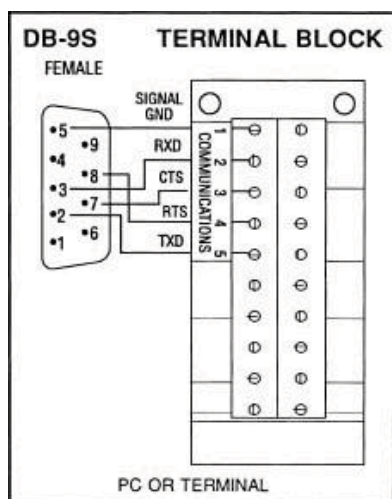 DB-9S TERMINAL BLOCK
FEMALE
SIGNAL
GND
RXD
CTS
RTS
TXD
5
9
4
8
3
7
2
6
1
COMMUNICATIONS
1
2
3
4
5
PC OR TERMINAL